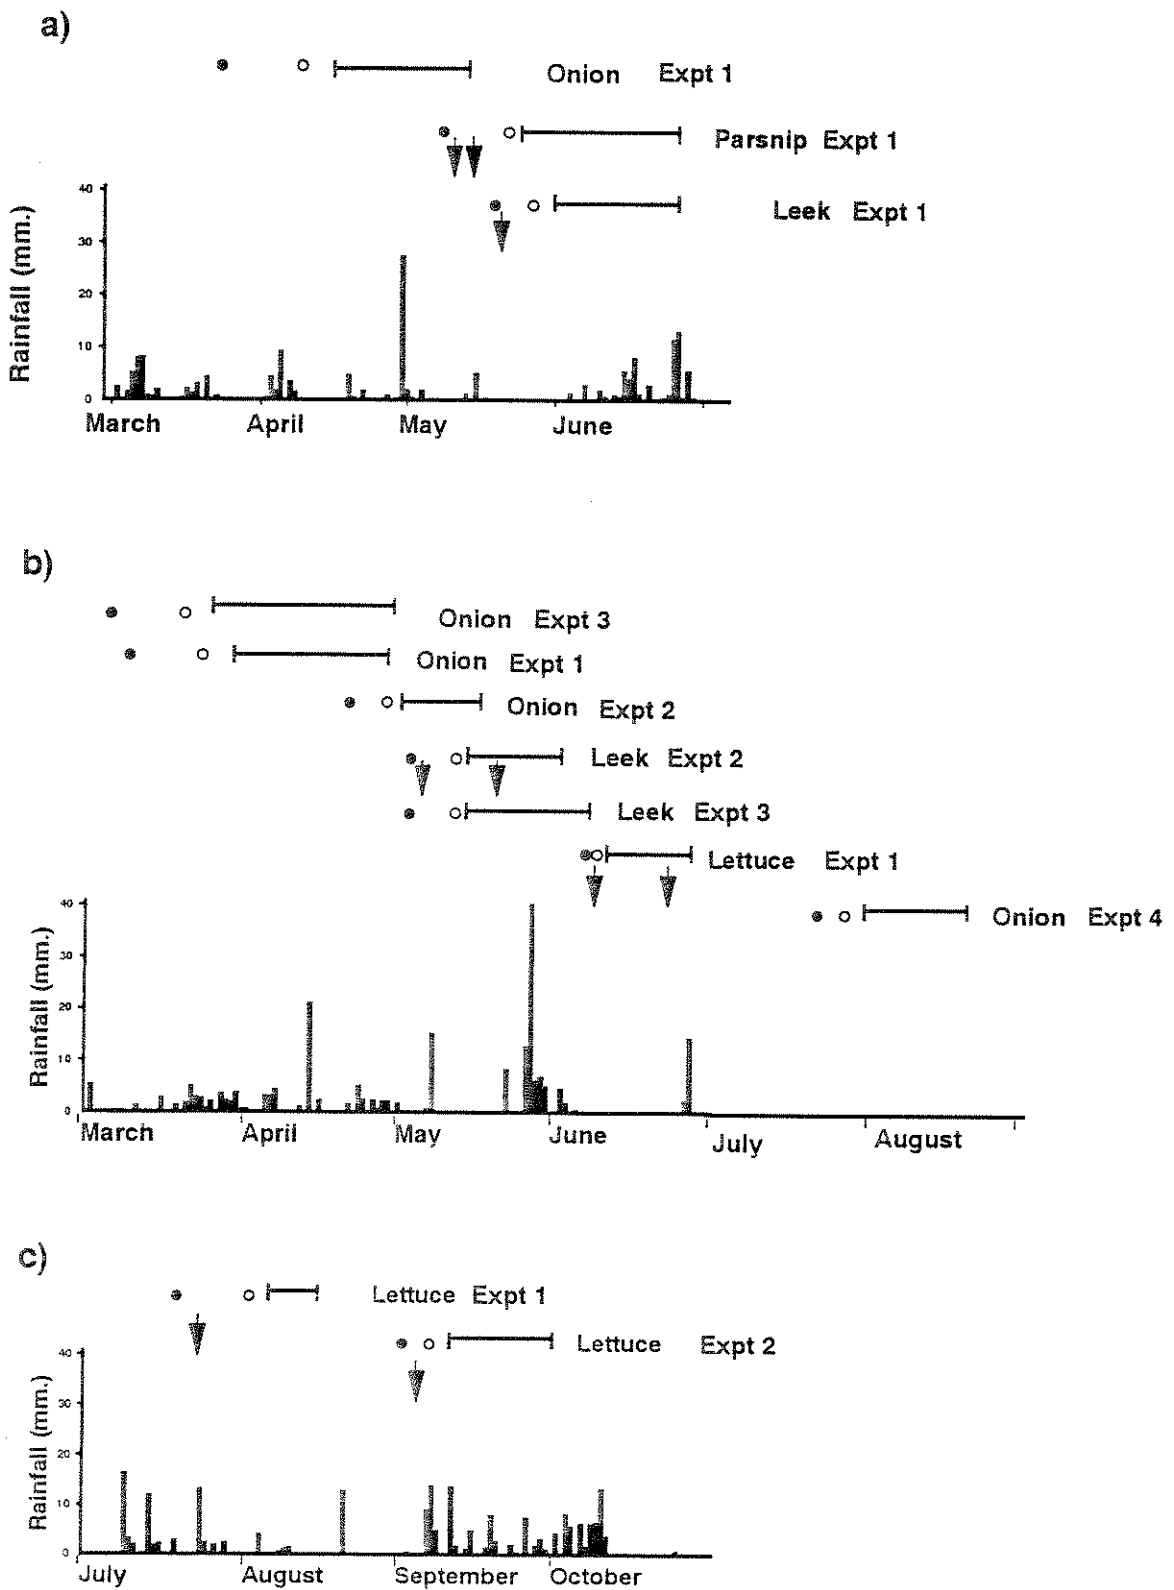 a)
Onion Expt 1
Parsnip Expt 1
Leek Expt 1
Rainfall (mm.)
40
30
20
10
0
March April May June
b)
Onion Expt 3
Onion Expt 1
Onion Expt 2
Leek Expt 2
Leek Expt 3
Lettuce Expt 1
Onion Expt 4
Rainfall (mm.)
40
30
20
10
0
March April May June July August
c)
Lettuce Expt 1
Lettuce Expt 2
Rainfall (mm.)
40
30
20
10
0
July August September October